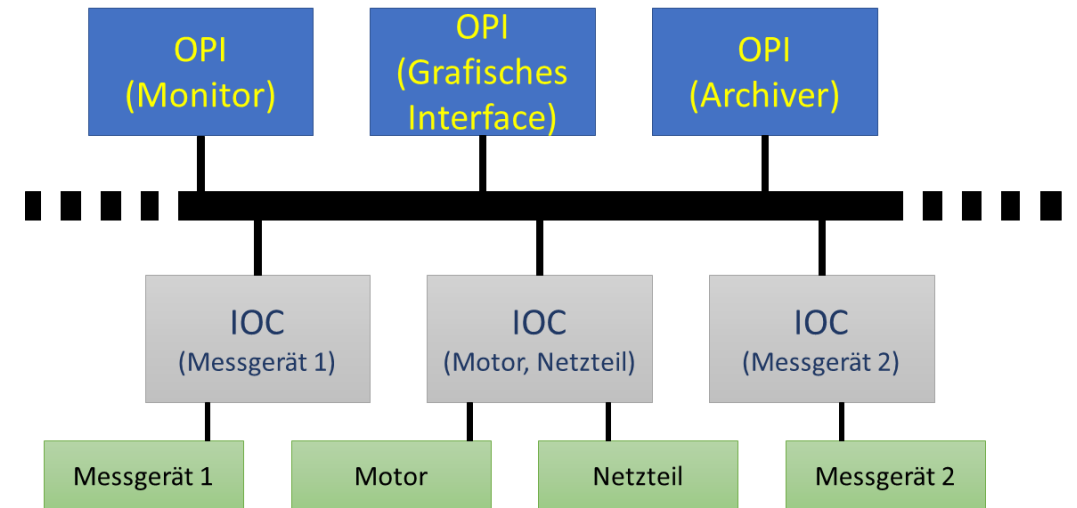 OPI
(Monitor)
OPI
(Grafisches
Interface)
OPI
(Archiver)
IOC
(Messgerät 1)
IOC
(Motor, Netzteil)
IOC
(Messgerät 2)
Messgerät 1
Motor
Netzteil
Messgerät 2